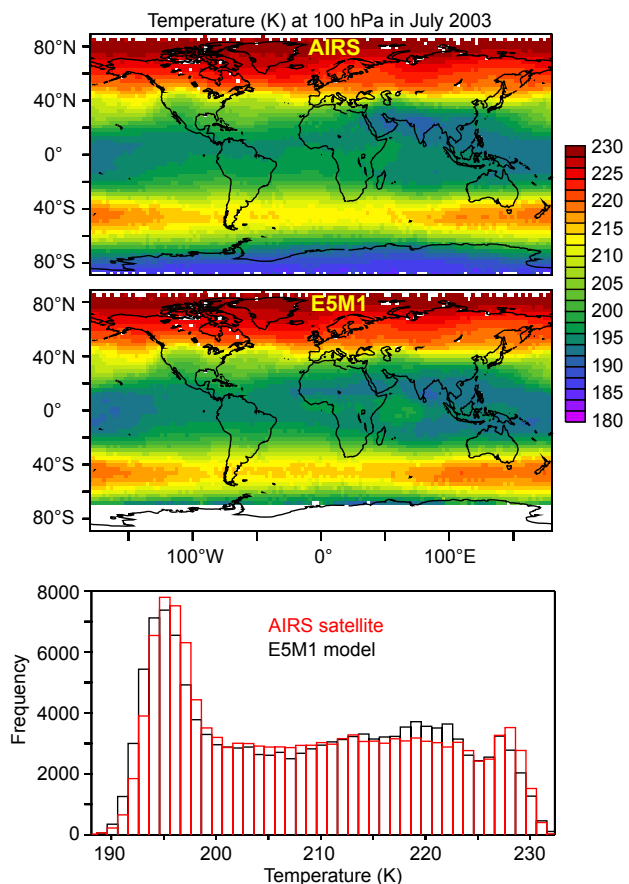 Temperature (K) at 100 hPa in July 2003
AIRS
80°N
40°N
0°
40°S
80°S
E5M1
80°N
40°N
0°
40°S
80°S
100°W 0° 100°E
230
225
220
215
210
205
200
195
190
185
180
8000
6000
4000
2000
0
Frequency
AIRS satellite
E5M1 model
190 200 210 220 230
Temperature (K)